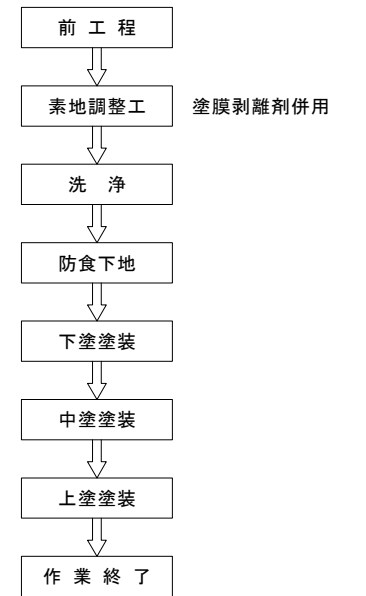 前 工 程
素地調整工 塗膜剥離剤併用
洗 浄
防食下地
下塗塗装
中塗塗装
上塗塗装
作 業 終 了